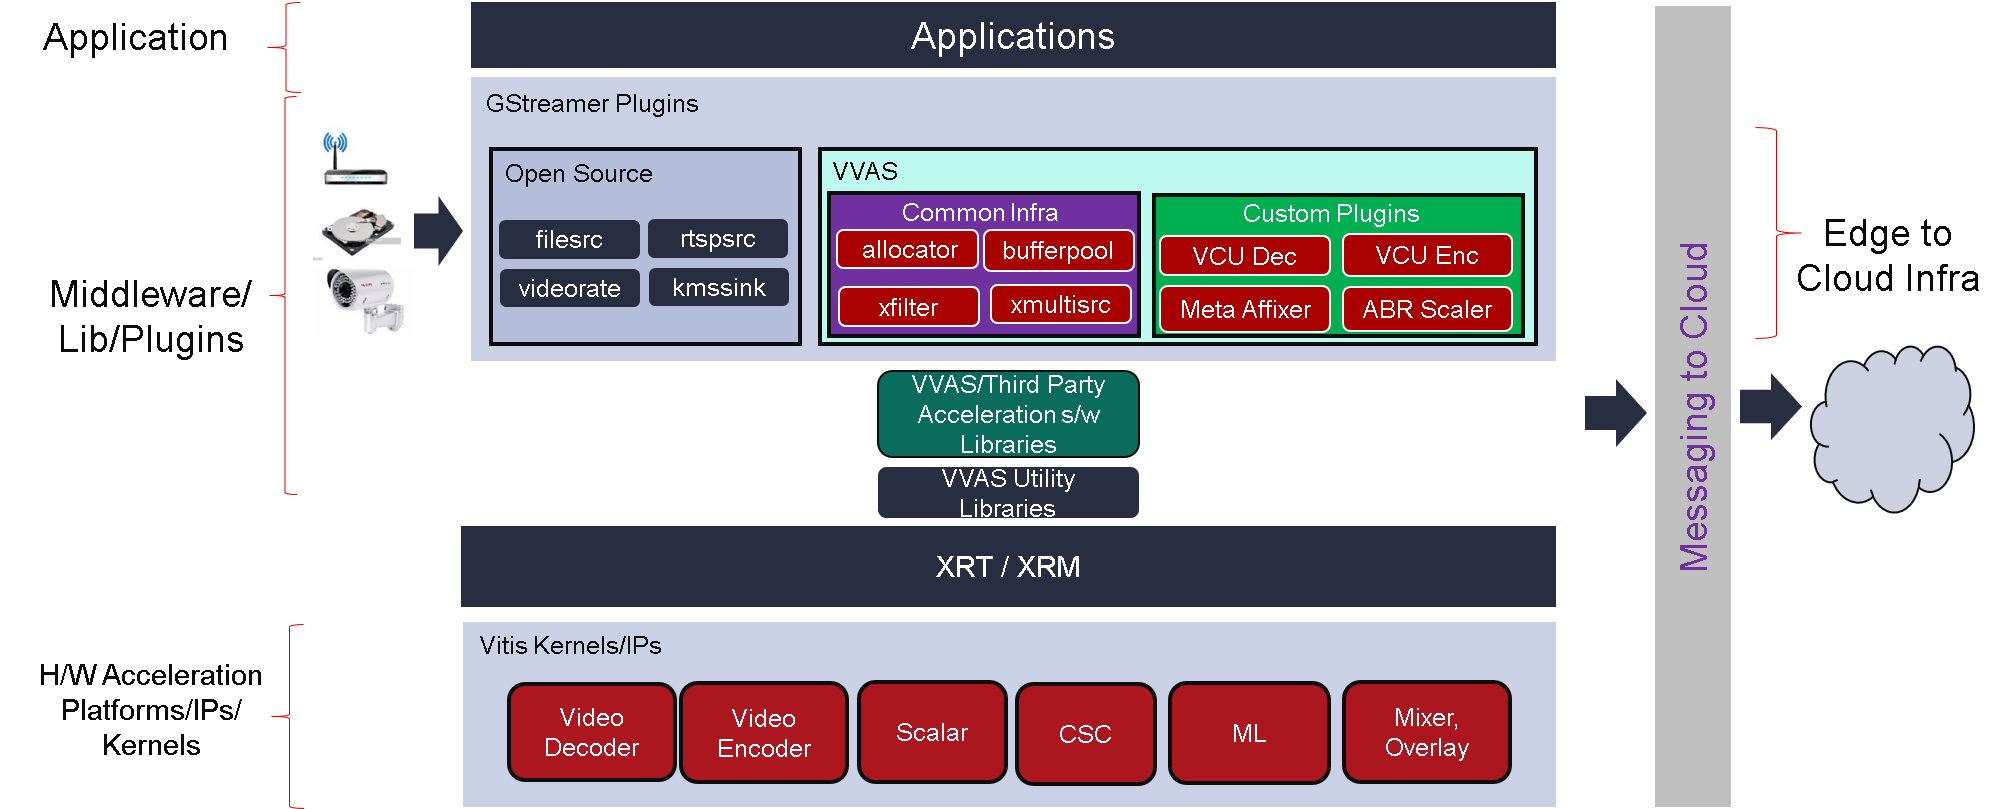 Application
Applications
GStreamer Plugins
Open Source
filesrc
rtspsrc
videorate
kmssink
VVAS
Common Infra
allocator
bufferpool
xfilter
xmultisrc
Custom Plugins
VCU Dec
VCU Enc
Meta Affixer
ABR Scaler
Middleware/
Lib/Plugins
VVAS/Third Party
Acceleration s/w
Libraries
VVAS Utility
Libraries
XRT / XRM
H/W Acceleration
Platforms/IPs/
Kernels
Vitis Kernels/IPs
Video
Decoder
Video
Encoder
Scalar
CSC
ML
Mixer,
Overlay
Messaging to Cloud
Edge to
Cloud Infra